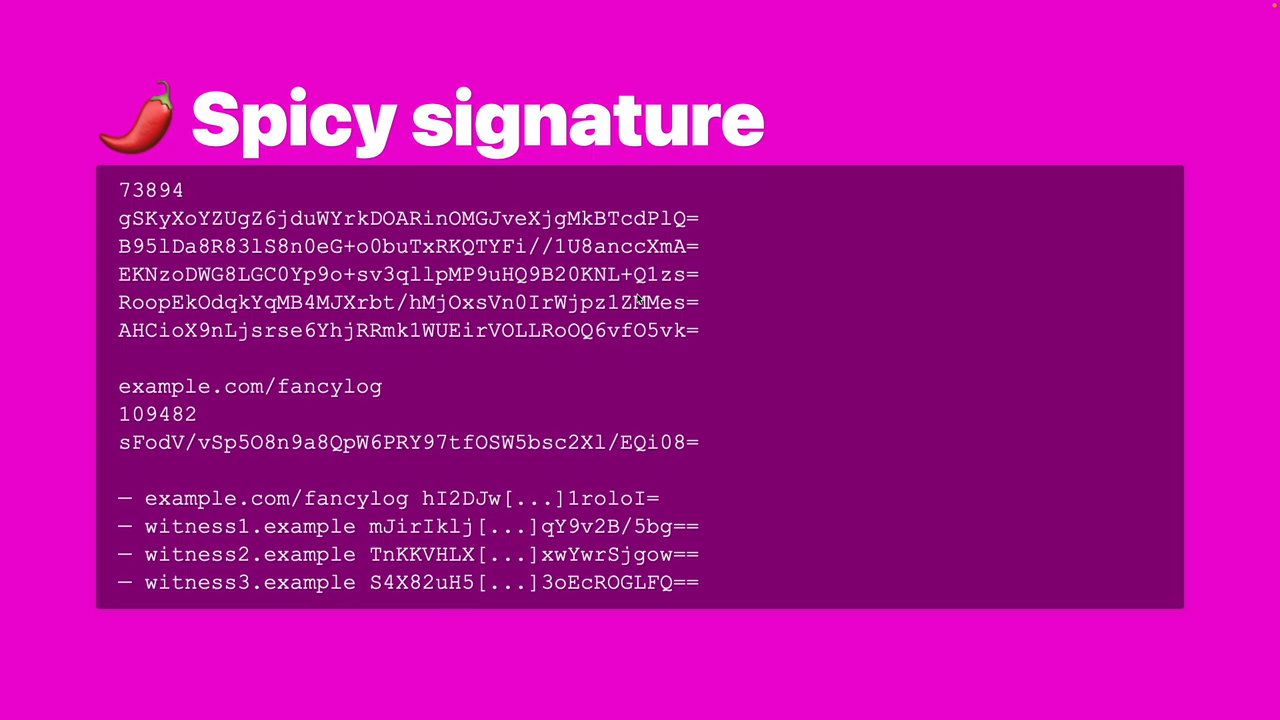 🌶️ Spicy signature
73894
gSKyXoYZUgZ6jduWYrkDOARinOMGJveXjgMkBTcdPlQ=
B95lDa8R83lS8n0eG+o0buTxRKQTYFi//1U8anccXmA=
EKNzoDWG8LGC0Yp9o+sv3qllpMP9uHQ9B20KNL+Q1zs=
RoopEkOdqkYqMB4MJXrbt/hMjOxsVn0IrWjpz1ZMMes=
AHCioX9nLjsrse6YhjRRmk1WUEirVOLLRoOQ6vfO5vk=
example.com/fancylog
109482
sFodV/vSp5O8n9a8QpW6PRY97tfOSW5bsc2Xl/EQi08=
— example.com/fancylog hI2DJw[...]1roloI=
— witness1.example mJirIklj[...]qY9v2B/5bg==
— witness2.example TnKKVHLX[...]xwYwrSjgow==
— witness3.example S4X82uH5[...]3oEcROGLFQ==